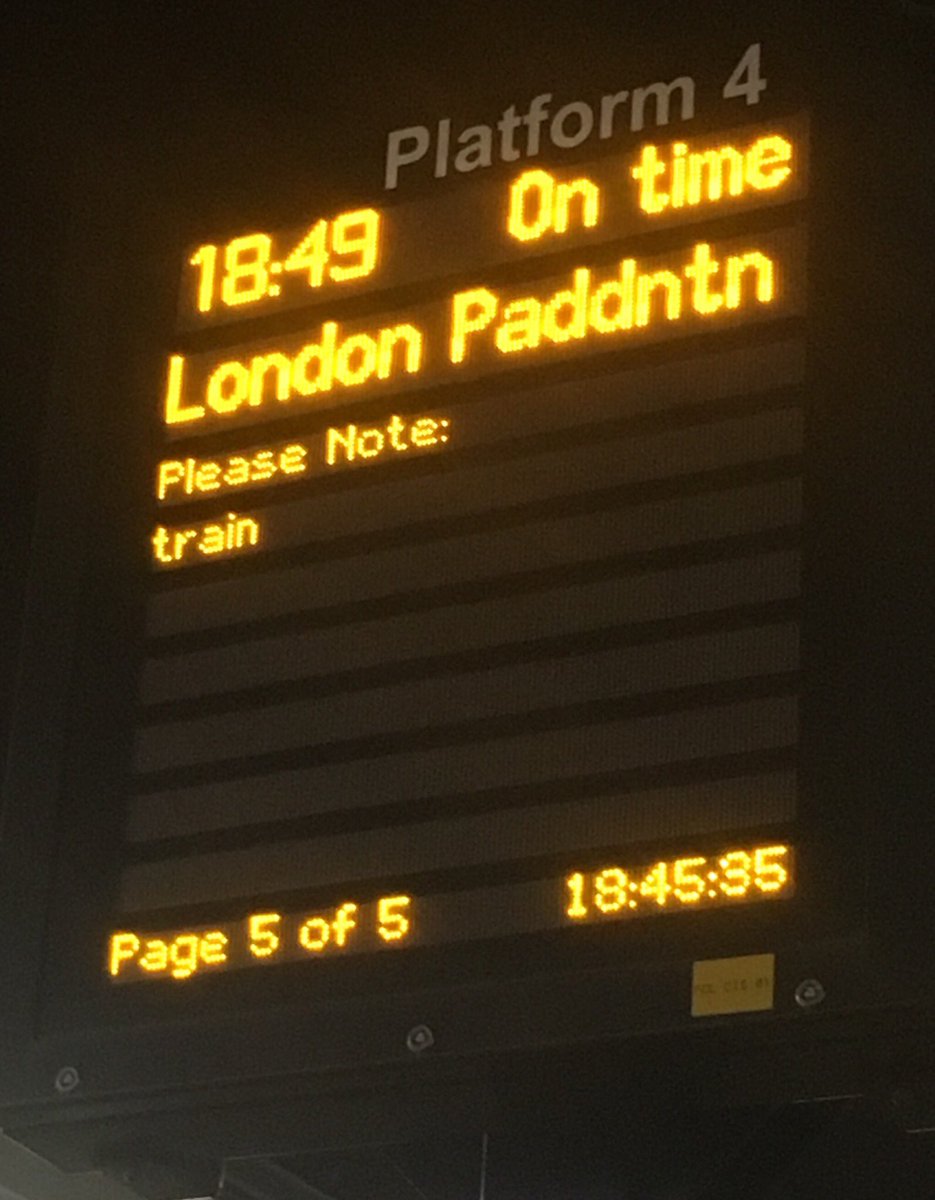 Platform 4
18:49 On time
London Paddntn
Please Note:
train
Page 5 of 5 18:45:35